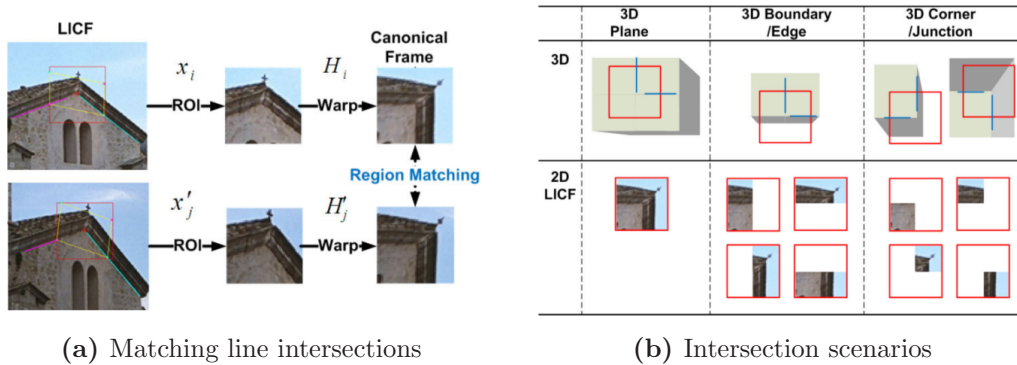 LICF
Canonical
Frame
x_i
H_i
ROI
Warp
Region Matching
x'_j
H'_j
ROI
Warp
(a) Matching line intersections
3D
Plane
3D Boundary
/Edge
3D Corner
/Junction
3D
2D
LICF
(b) Intersection scenarios